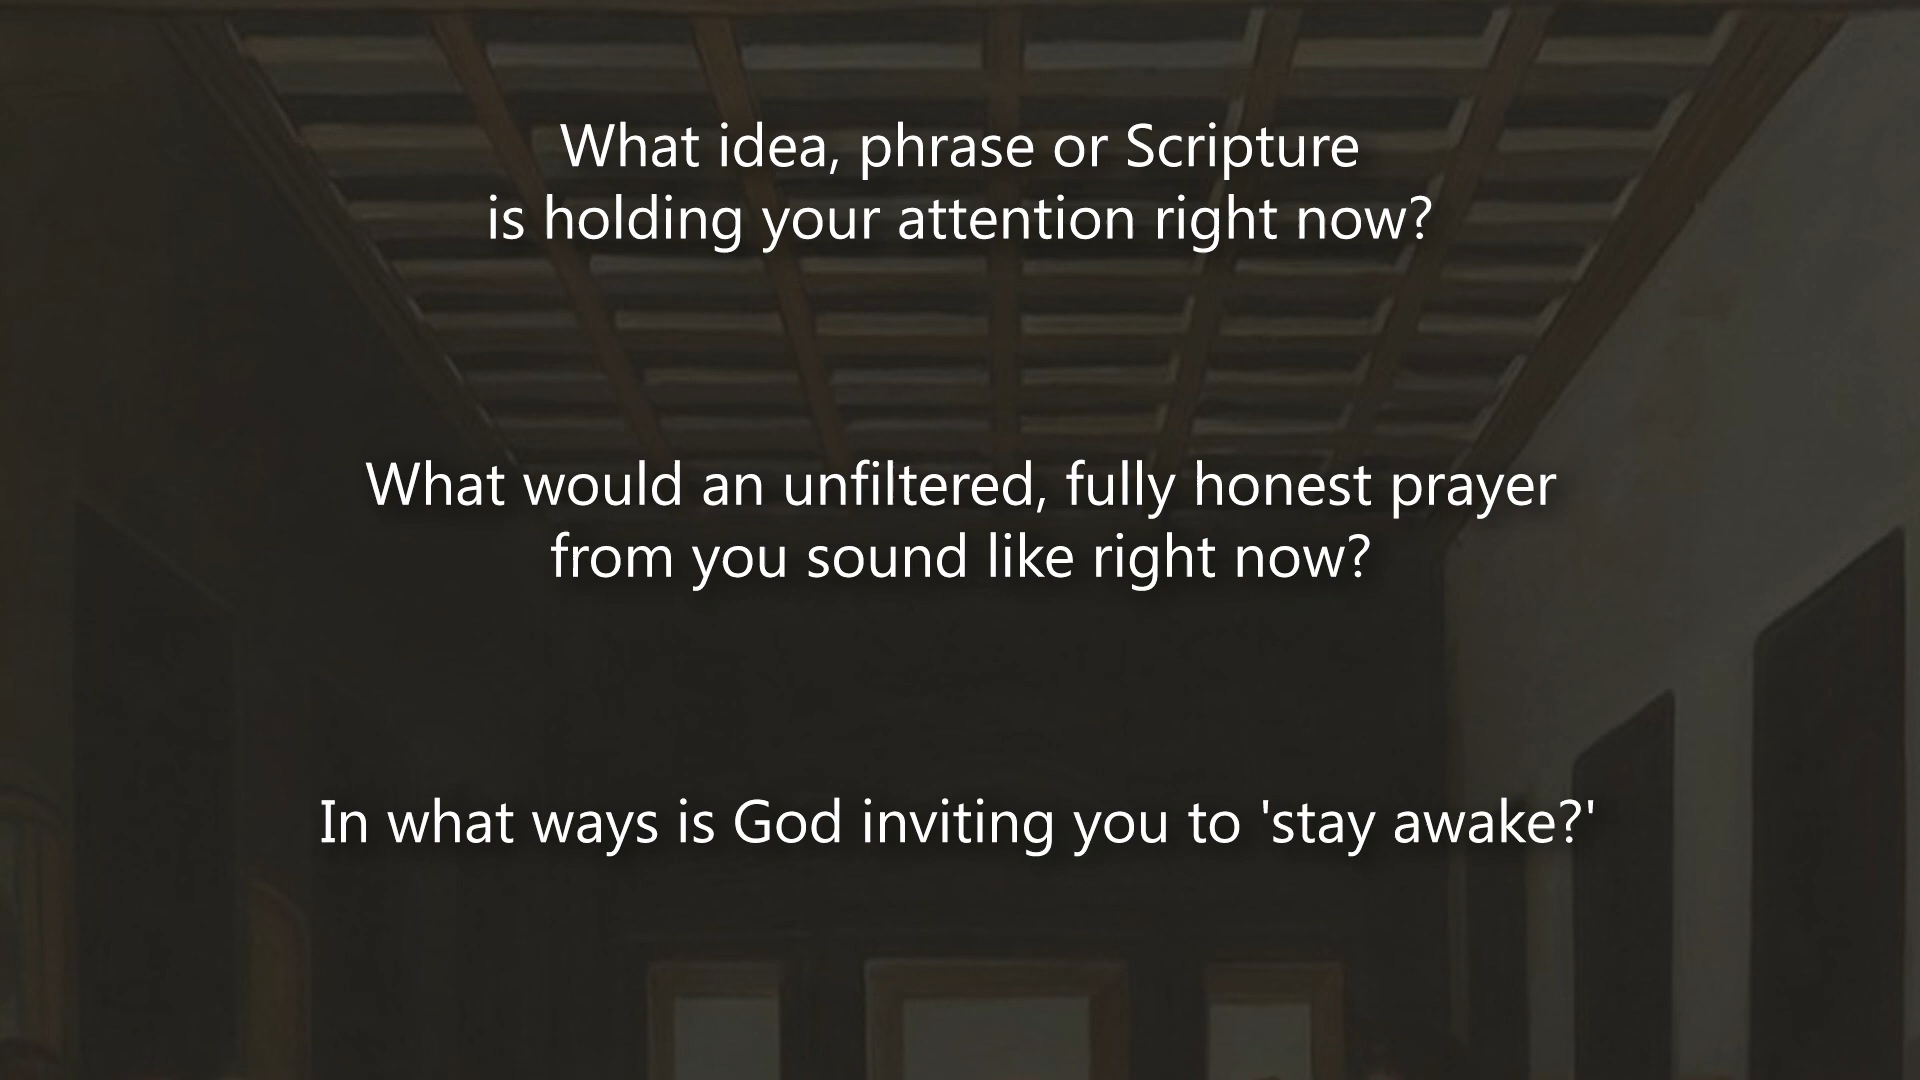 What idea, phrase or Scripture
is holding your attention right now?
What would an unfiltered, fully honest prayer
from you sound like right now?
In what ways is God inviting you to 'stay awake?'